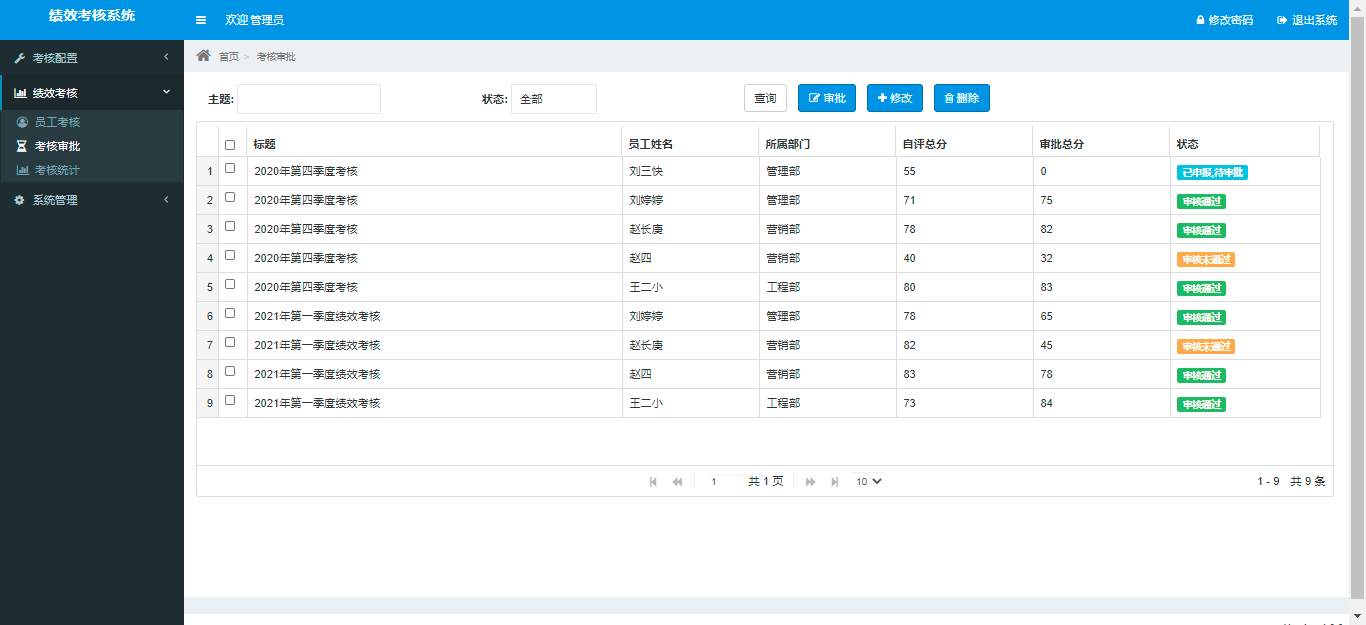 绩效考核系统
欢迎 管理员
修改密码 退出系统
考核配置
绩效考核
员工考核
考核审批
考核统计
系统管理
首页 > 考核审批
主题: 状态: 全部 查询 审批 修改 删除
标题 员工姓名 所属部门 自评总分 审批总分 状态
1 2020年第四季度考核 刘三快 管理部 55 0 已申报,待审批
2 2020年第四季度考核 刘婷婷 管理部 71 75 审核通过
3 2020年第四季度考核 赵长庚 营销部 78 82 审核通过
4 2020年第四季度考核 赵四 营销部 40 32 审核未通过
5 2020年第四季度考核 王二小 工程部 80 83 审核通过
6 2021年第一季度绩效考核 刘婷婷 管理部 78 65 审核通过
7 2021年第一季度绩效考核 赵长庚 营销部 82 45 审核未通过
8 2021年第一季度绩效考核 赵四 营销部 83 78 审核通过
9 2021年第一季度绩效考核 王二小 工程部 73 84 审核通过
1 共 1 页 10 1 - 9 共 9 条